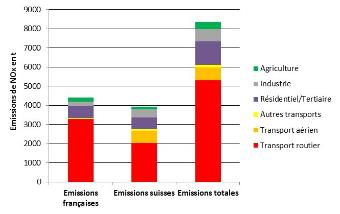 Emissions de NOx en t
9000
8000
7000
6000
5000
4000
3000
2000
1000
0
Emissions
françaises
Emissions suisses
Emissions totales
Agriculture
Industrie
Résidentiel/Tertiaire
Autres transports
Transport aérien
Transport routier